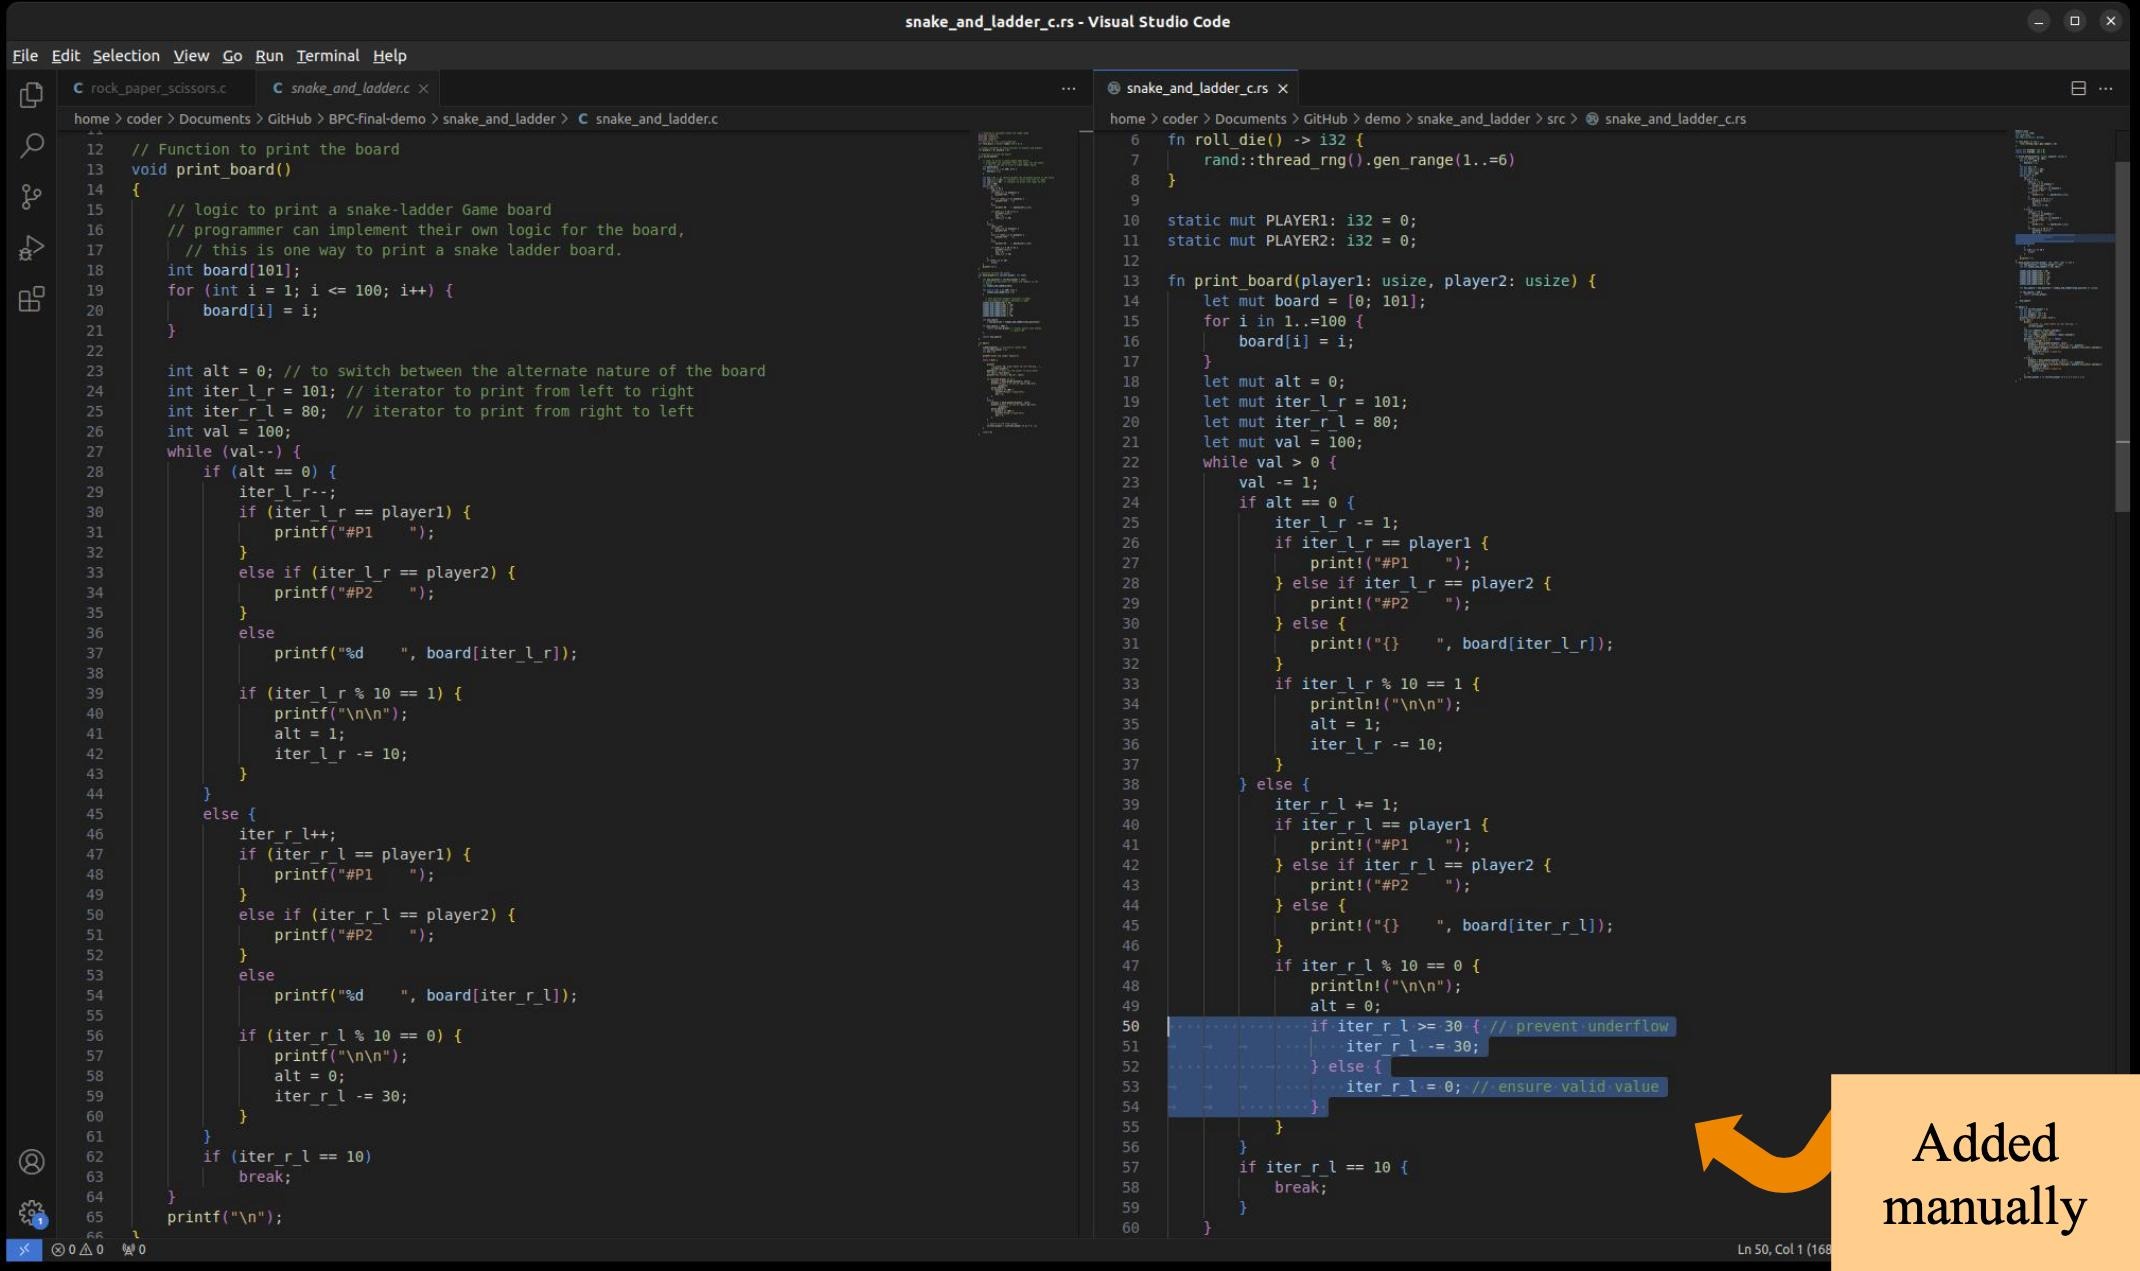 snake_and_ladder_c.rs - Visual Studio Code
File Edit Selection View Go Run Terminal Help
rock_paper_scissors.c
snake_and_ladder.c
home > coder > Documents > GitHub > BPC-final-demo > snake_and_ladder > C snake_and_ladder.c
11
12 // Function to print the board
13 void print_board()
14 {
15 // logic to print a snake-ladder Game board
16 // programmer can implement their own logic for the board,
17 // this is one way to print a snake ladder board.
18 int board[101];
19 for (int i = 1; i <= 100; i++) {
20 board[i] = i;
21 }
22
23 int alt = 0; // to switch between the alternate nature of the board
24 int iter_l_r = 101; // iterator to print from left to right
25 int iter_r_l = 80;  // iterator to print from right to left
26 int val = 100;
27 while (val--) {
28 if (alt == 0) {
29 iter_l_r--;
30 if (iter_l_r == player1) {
31 printf("#P1    ");
32 }
33 else if (iter_l_r == player2) {
34 printf("#P2    ");
35 }
36 else
37 printf("%d    ", board[iter_l_r]);
38
39 if (iter_l_r % 10 == 1) {
40 printf("\n\n");
41 alt = 1;
42 iter_l_r -= 10;
43 }
44 }
45 else {
46 iter_r_l++;
47 if (iter_r_l == player1) {
48 printf("#P1    ");
49 }
50 else if (iter_r_l == player2) {
51 printf("#P2    ");
52 }
53 else
54 printf("%d    ", board[iter_r_l]);
55
56 if (iter_r_l % 10 == 0) {
57 printf("\n\n");
58 alt = 0;
59 iter_r_l -= 30;
60 }
61 }
62 if (iter_r_l == 10)
63 break;
64 }
65 printf("\n");
66 }
snake_and_ladder_c.rs
home > coder > Documents > GitHub > demo > snake_and_ladder > src > snake_and_ladder_c.rs
6 fn roll_die() -> i32 {
7 rand::thread_rng().gen_range(1..=6)
8 }
9
10 static mut PLAYER1: i32 = 0;
11 static mut PLAYER2: i32 = 0;
12
13 fn print_board(player1: usize, player2: usize) {
14 let mut board = [0; 101];
15 for i in 1..=100 {
16 board[i] = i;
17 }
18 let mut alt = 0;
19 let mut iter_l_r = 101;
20 let mut iter_r_l = 80;
21 let mut val = 100;
22 while val > 0 {
23 val -= 1;
24 if alt == 0 {
25 iter_l_r -= 1;
26 if iter_l_r == player1 {
27 print!("#P1    ");
28 } else if iter_l_r == player2 {
29 print!("#P2    ");
30 } else {
31 print!("{}    ", board[iter_l_r]);
32 }
33 if iter_l_r % 10 == 1 {
34 println!("\n\n");
35 alt = 1;
36 iter_l_r -= 10;
37 }
38 } else {
39 iter_r_l += 1;
40 if iter_r_l == player1 {
41 print!("#P1    ");
42 } else if iter_r_l == player2 {
43 print!("#P2    ");
44 } else {
45 print!("{}    ", board[iter_r_l]);
46 }
47 if iter_r_l % 10 == 0 {
48 println!("\n\n");
49 alt = 0;
50 if iter_r_l >= 30 { // prevent underflow
51 iter_r_l -= 30;
52 } else {
53 iter_r_l = 0; // ensure valid value
54 }
55 }
56 }
57 if iter_r_l == 10 {
58 break;
59 }
60 }
Added
manually
1
0 0 0
Ln 50, Col 1 (168